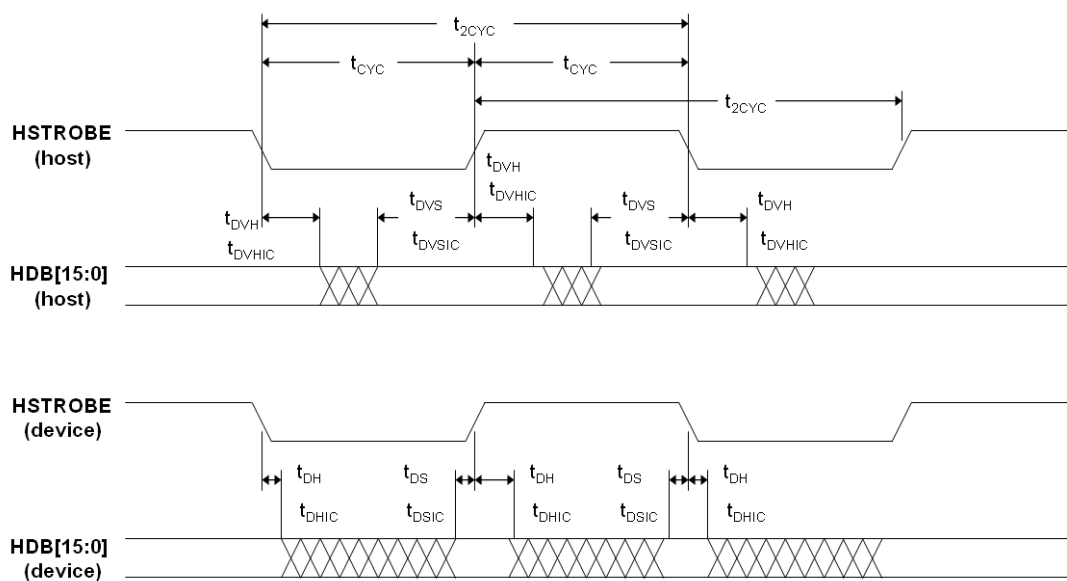 t2CYC
tCYC tCYC
t2CYC
HSTROBE
(host)
tDVH
tDVHIC
tDVH tDVS tDVS tDVH
tDVHIC tDVSIC tDVSIC tDVHIC
HDB[15:0]
(host)
HSTROBE
(device)
tDH tDS tDH tDS tDH
tDHIC tDSIC tDHIC tDSIC tDHIC
HDB[15:0]
(device)